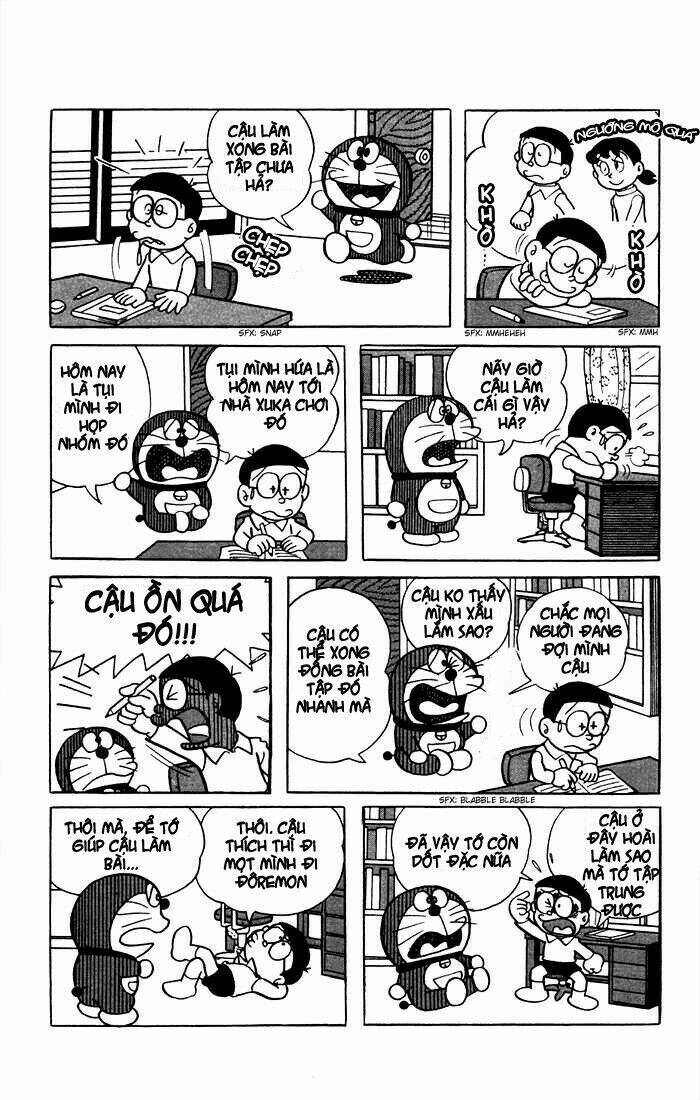 CẬU LÀM
XONG BÀI
TẬP CHƯA
HẢ?
CHẸP
CHẸP
SFX: SNAP
NGƯỠNG MỘ QUÁ
KHÒ
KHÒ
SFX: MMHEHEH
SFX: MMH
HÔM NAY
LÀ TỤI
MÌNH ĐI
HỌP
NHÓM ĐÓ
TỤI MÌNH HỨA LÀ
HÔM NAY TỚI
NHÀ XUKA CHƠI
ĐÓ
NÃY GIỜ
CẬU LÀM
CÁI GÌ VẬY
HẢ?
CẬU ỒN QUÁ
ĐÓ!!!
CẬU CÓ
THỂ XONG
ĐỐNG BÀI
TẬP ĐÓ
NHANH MÀ
CẬU KO THẤY
MÌNH XẤU
LẮM SAO?
CHẮC MỌI
NGƯỜI ĐANG
ĐỢI MÌNH
CẬU
SFX: BLABBLE BLABBLE
THÔI MÀ, ĐỂ TỚ
GIÚP CẬU LÀM
BÀI...
THÔI. CẬU
THÍCH THÌ ĐI
MỘT MÌNH ĐI
ĐÔREMON
ĐÃ VẬY TỚ CÒN
DỐT ĐẶC NỮA
CẬU Ở
ĐÂY HOÀI
LÀM SAO
MÀ TỚ TẬP
TRUNG
ĐƯỢC